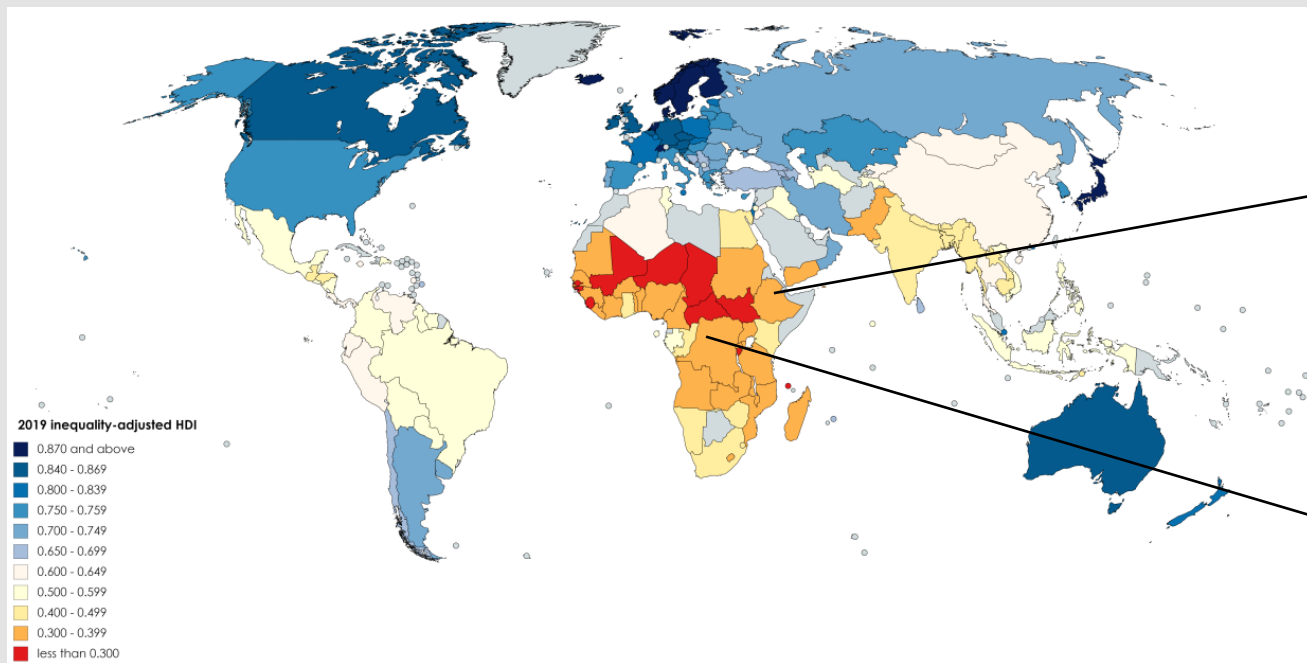 2019 inequality-adjusted HDI
0.870 and above
0.840 - 0.869
0.800 - 0.839
0.750 - 0.759
0.700 - 0.749
0.650 - 0.699
0.600 - 0.649
0.500 - 0.599
0.400 - 0.499
0.300 - 0.399
less than 0.300